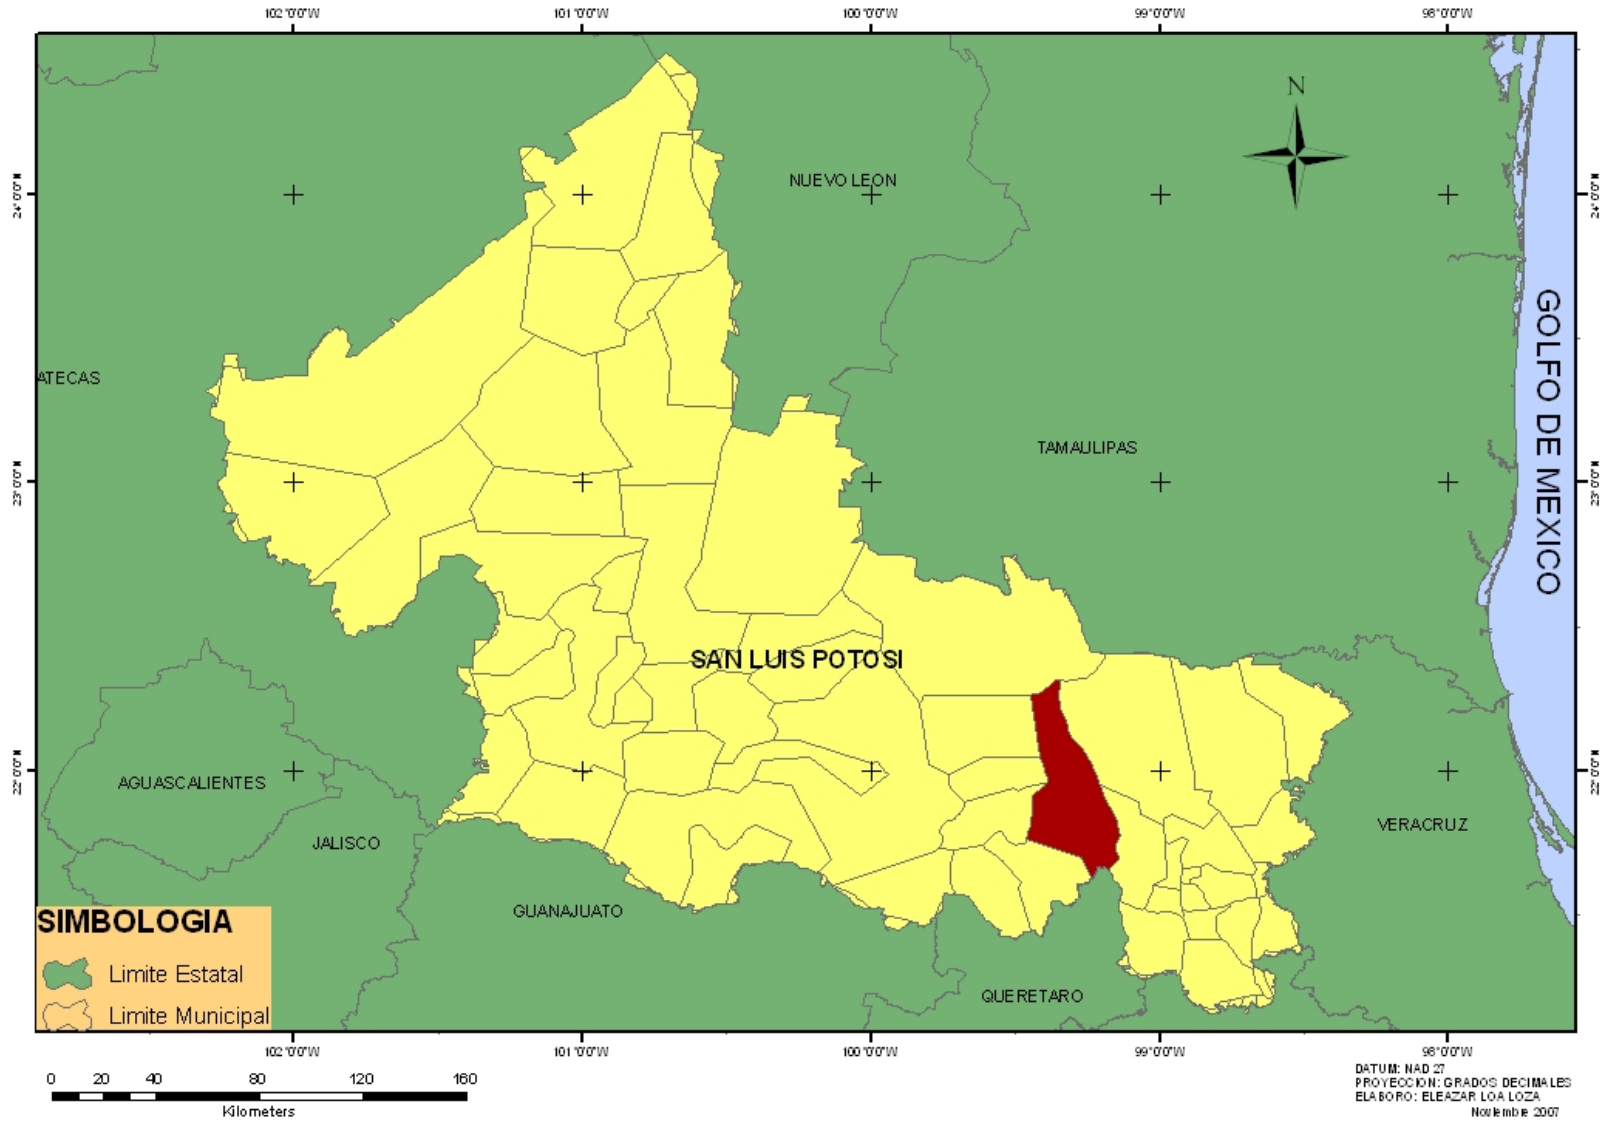 102°0'0"W 101°0'0"W 100°0'0"W 99°0'0"W 98°0'0"W
N
NUEVO LEON
24°0'0"N 24°0'0"N
GOLFO DE MEXICO
ATECAS
TAMAULIPAS
23°0'0"N 23°0'0"N
SAN LUIS POTOSI
22°0'0"N 22°0'0"N
AGUASCALIENTES
VERACRUZ
JALISCO
GUANAJUATO
SIMBOLOGIA
Limite Estatal
QUERETARO
Limite Municipal
102°0'0"W 101°0'0"W 100°0'0"W 99°0'0"W 98°0'0"W
0 20 40 80 120 160
Kilometers
DATUM: NAD 27
PROYECCION: GRADOS DECIMALES
ELABORO: ELEAZAR LOA LOZA
Noviembre 2007